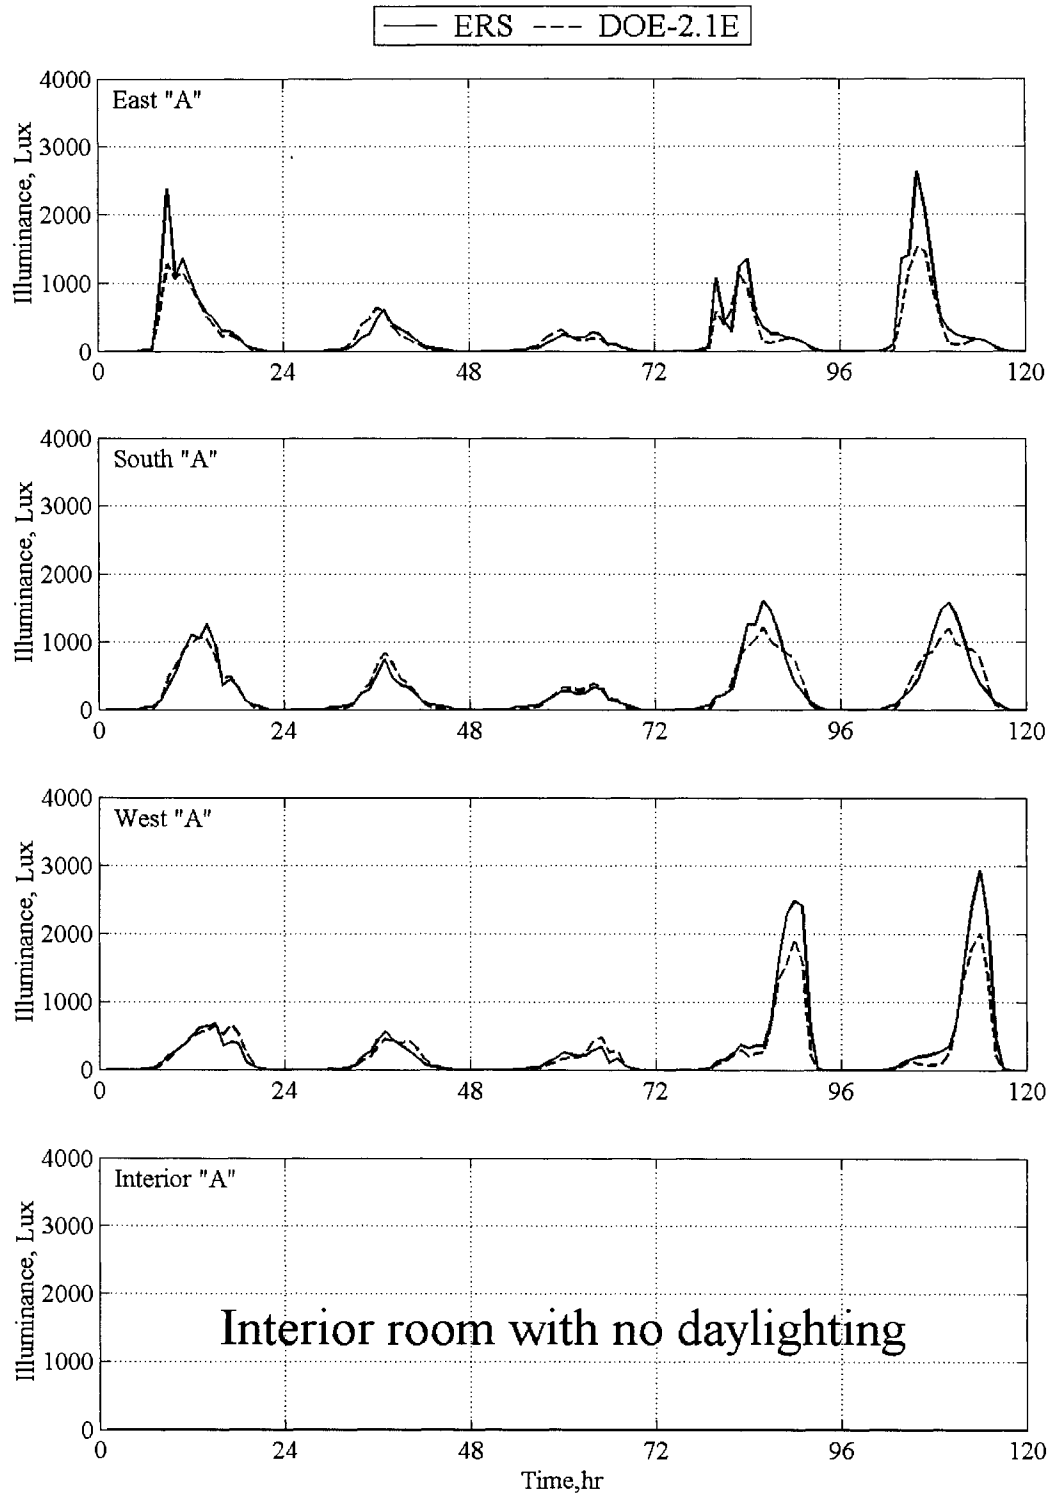 ERS DOE-2.1E
East "A"
Illuminance, Lux
4000
3000
2000
1000
0
0 24 48 72 96 120
South "A"
Illuminance, Lux
4000
3000
2000
1000
0
0 24 48 72 96 120
West "A"
Illuminance, Lux
4000
3000
2000
1000
0
0 24 48 72 96 120
Interior "A"
Illuminance, Lux
4000
3000
2000
1000
0
Interior room with no daylighting
0 24 48 72 96 120
Time,hr